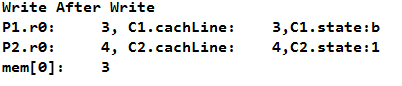 Write After Write
P1.r0: 3, C1.cachLine: 3,C1.state:b
P2.r0: 4, C2.cachLine: 4,C2.state:1
mem[0]: 3